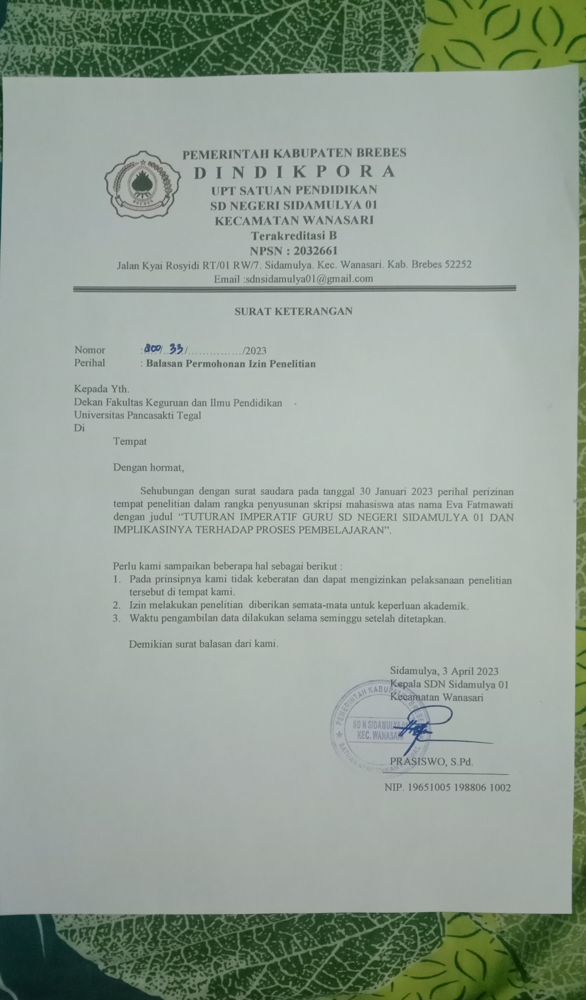 PEMERINTAH KABUPATEN BREBES
D I N D I K P O R A
UPT SATUAN PENDIDIKAN
SD NEGERI SIDAMULYA 01
KECAMATAN WANASARI
Terakreditasi B
NPSN : 2032661
Jalan Kyai Rosyidi RT/01 RW/7. Sidamulya. Kec. Wanasari. Kab. Brebes 52252
Email :sdnsidamulya01@gmail.com
BREBES
SURAT KETERANGAN
Nomor : 800/ 33/............../2023
Perihal : Balasan Permohonan Izin Penelitian
Kepada Yth.
Dekan Fakultas Keguruan dan Ilmu Pendidikan
Universitas Pancasakti Tegal
Di
Tempat
Dengan hormat,
Sehubungan dengan surat saudara pada tanggal 30 Januari 2023 perihal perizinan
tempat penelitian dalam rangka penyusunan skripsi mahasiswa atas nama Eva Fatmawati
dengan judul “TUTURAN IMPERATIF GURU SD NEGERI SIDAMULYA 01 DAN
IMPLIKASINYA TERHADAP PROSES PEMBELAJARAN”.
Perlu kami sampaikan beberapa hal sebagai berikut :
1. Pada prinsipnya kami tidak keberatan dan dapat mengizinkan pelaksanaan penelitian
tersebut di tempat kami.
2. Izin melakukan penelitian diberikan semata-mata untuk keperluan akademik.
3. Waktu pengambilan data dilakukan selama seminggu setelah ditetapkan.
Demikian surat balasan dari kami.
Sidamulya, 3 April 2023
Kepala SDN Sidamulya 01
Kecamatan Wanasari
PEMERINTAH KABUPATEN BREBES
SD N SIDAMULYA 01
KEC. WANASARI
SATUAN PENDIDIKAN
PRASISWO, S.Pd.
NIP. 19651005 198806 1002